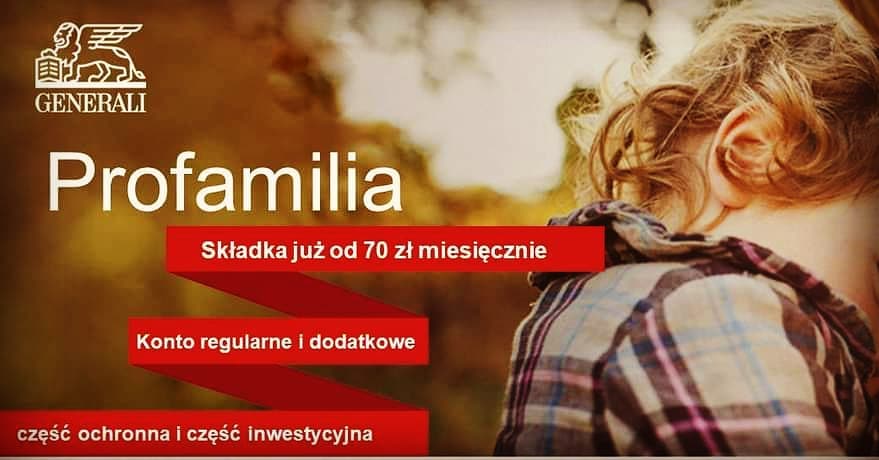 GENERALI
Profamilia
Składka już od 70 zł miesięcznie
Konto regularne i dodatkowe
część ochronna i część inwestycyjna